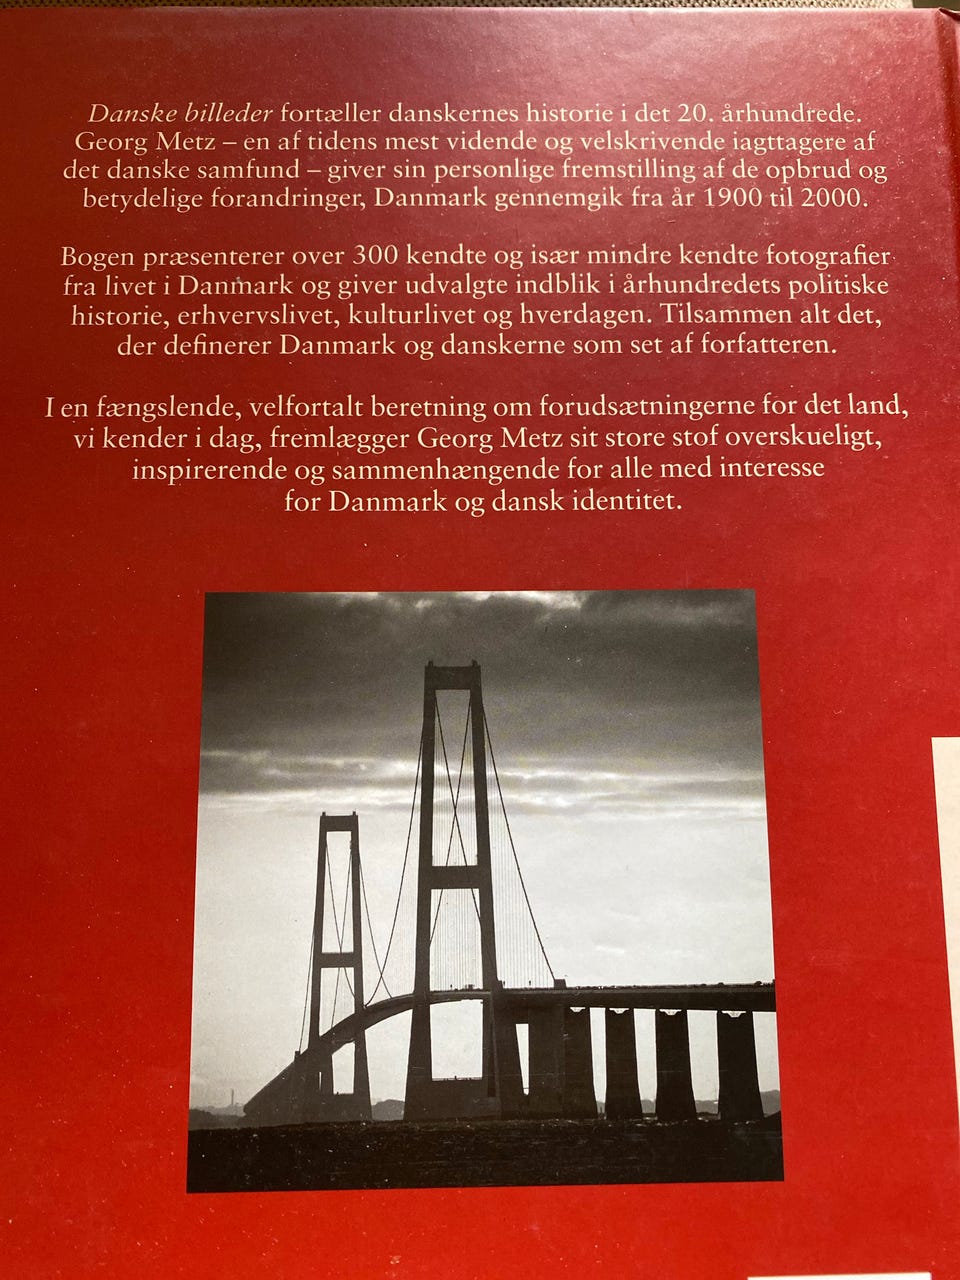 Danske billeder fortæller danskernes historie i det 20. århundrede.
Georg Metz – en af tidens mest vidende og velskrivende iagttagere af
det danske samfund – giver sin personlige fremstilling af de opbrud og
betydelige forandringer, Danmark gennemgik fra år 1900 til 2000.
Bogen præsenterer over 300 kendte og især mindre kendte fotografier
fra livet i Danmark og giver udvalgte indblik i århundredets politiske
historie, erhvervslivet, kulturlivet og hverdagen. Tilsammen alt det,
der definerer Danmark og danskerne som set af forfatteren.
I en fængslende, velfortalt beretning om forudsætningerne for det land,
vi kender i dag, fremlægger Georg Metz sit store stof overskueligt,
inspirerende og sammenhængende for alle med interesse
for Danmark og dansk identitet.